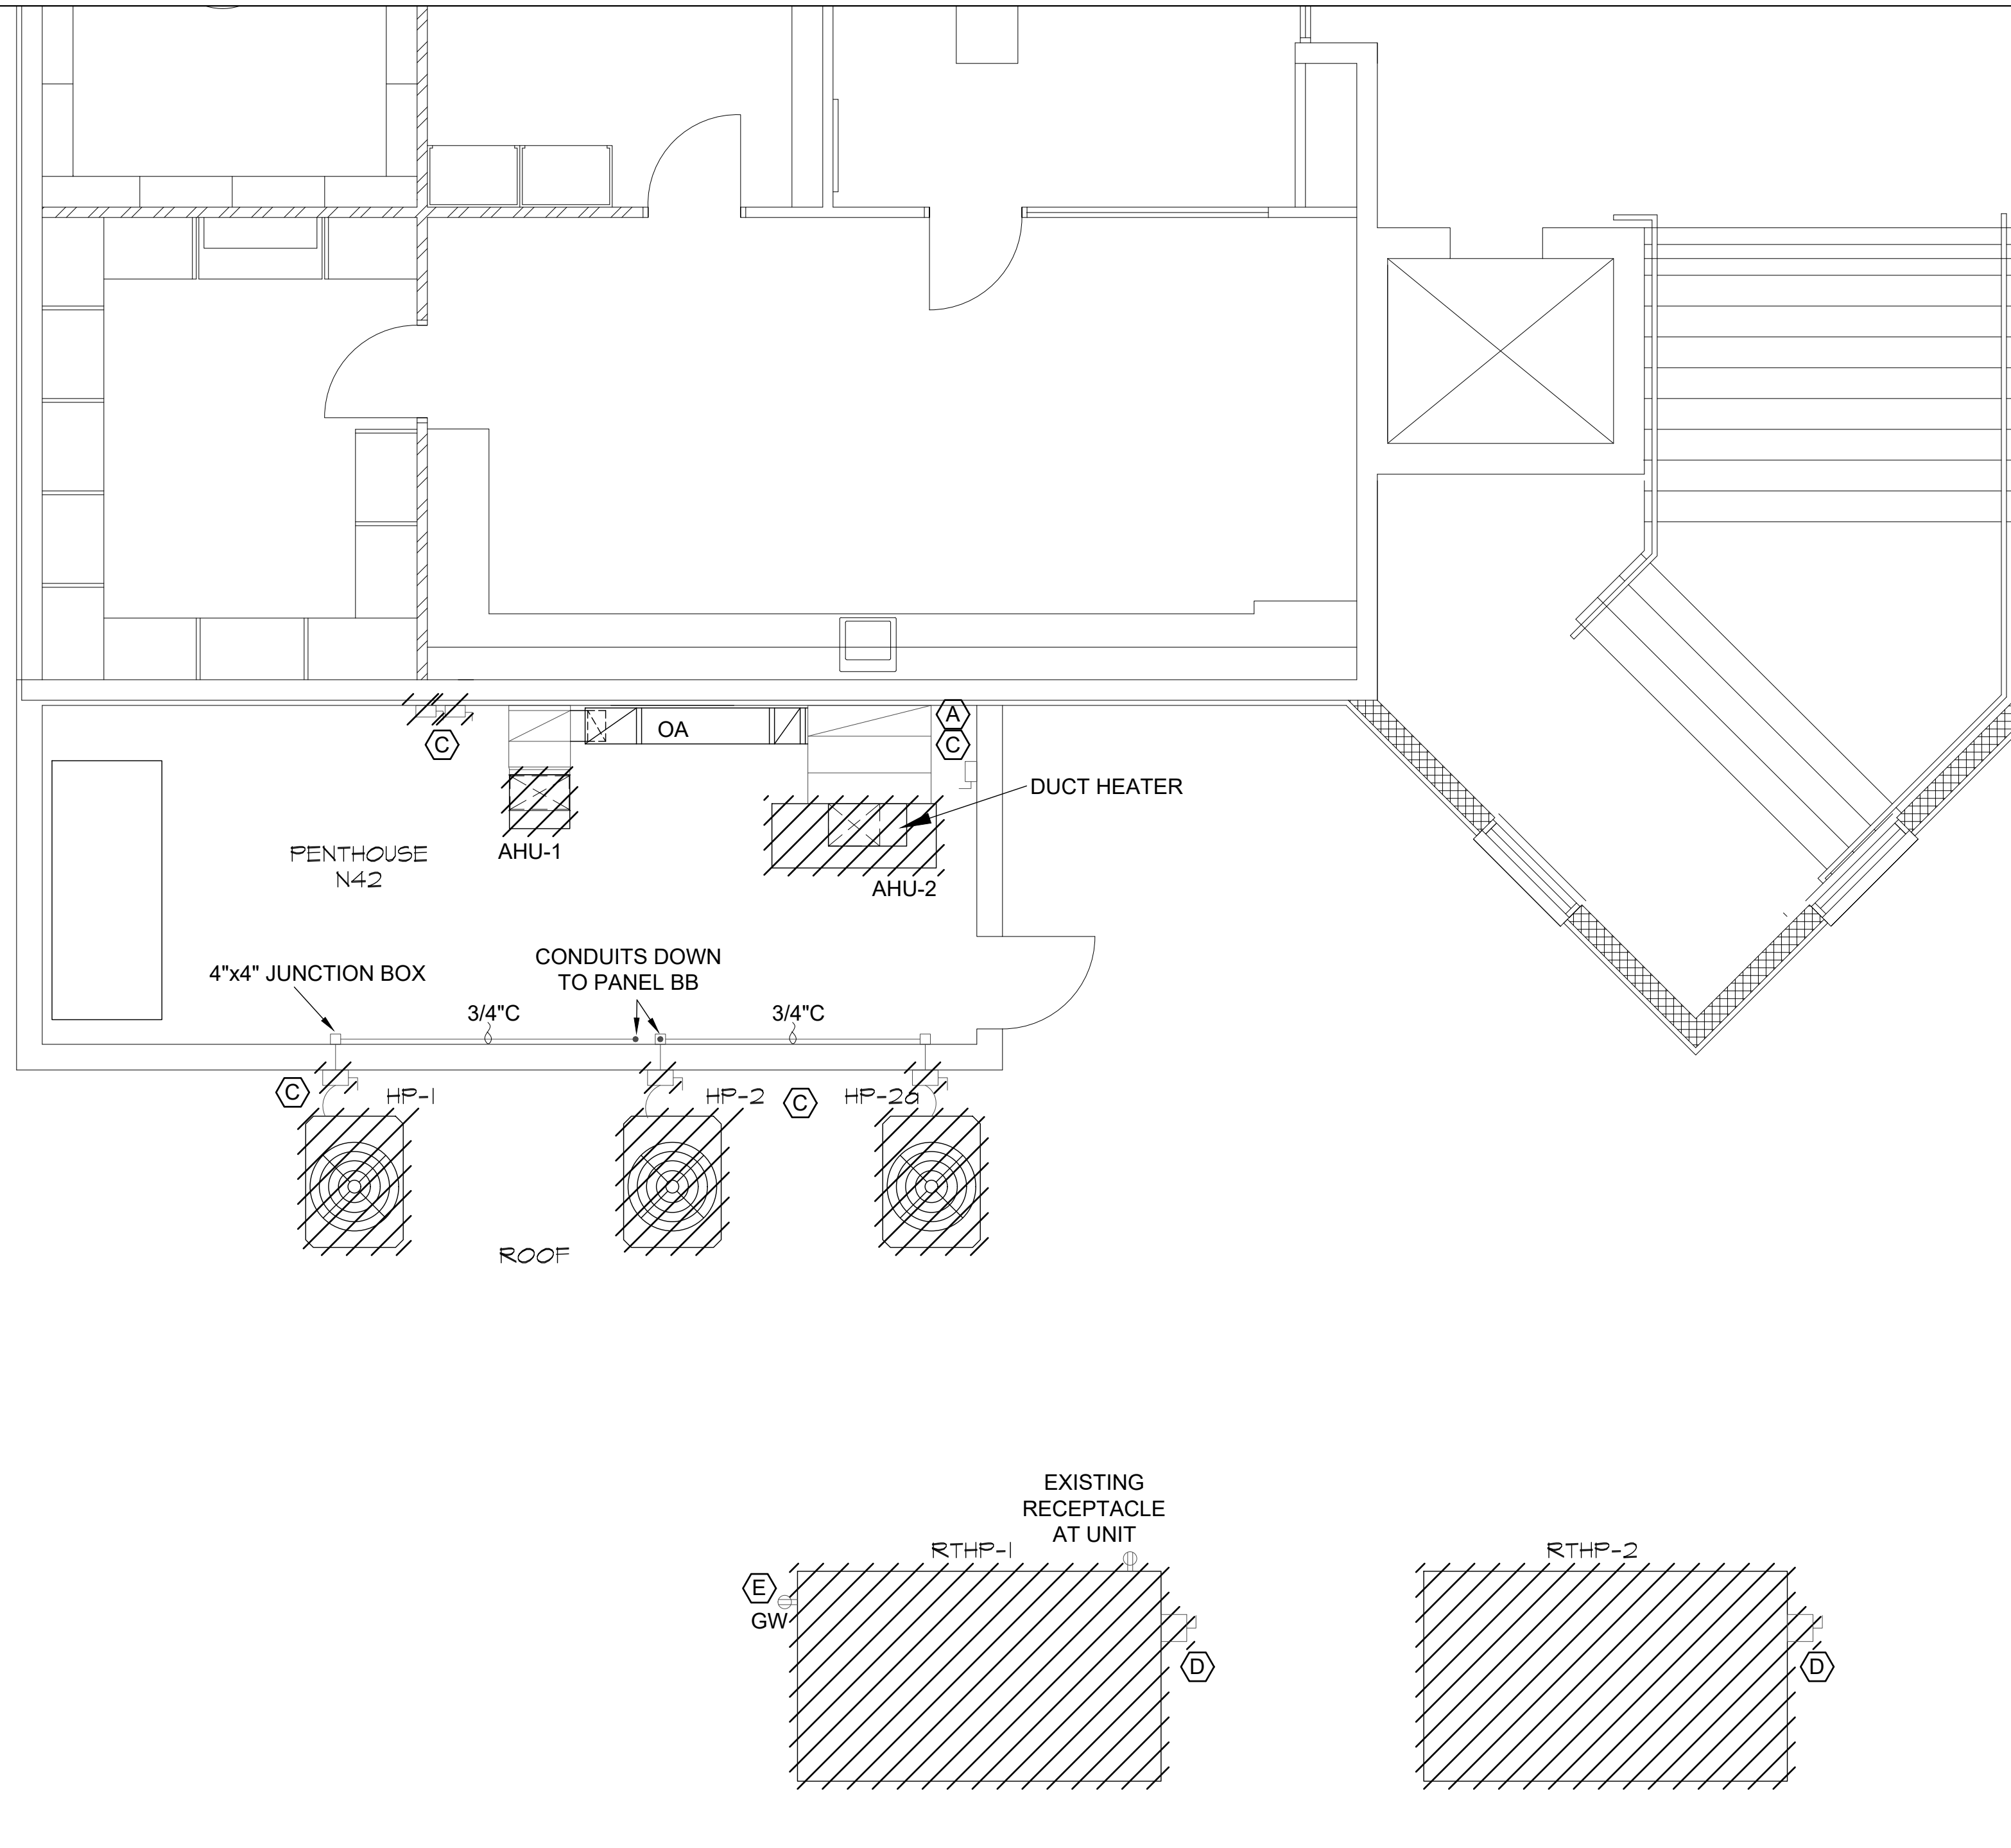 A
C
OA
C
DUCT HEATER
AHU-1
PENTHOUSE
N42
AHU-2
CONDUITS DOWN
TO PANEL BB
4"x4" JUNCTION BOX
3/4"C
3/4"C
C
HP-1
HP-2
C
HP-2a
ROOF
EXISTING
RECEPTACLE
AT UNIT
RTHP-1
RTHP-2
E
GW
D
D